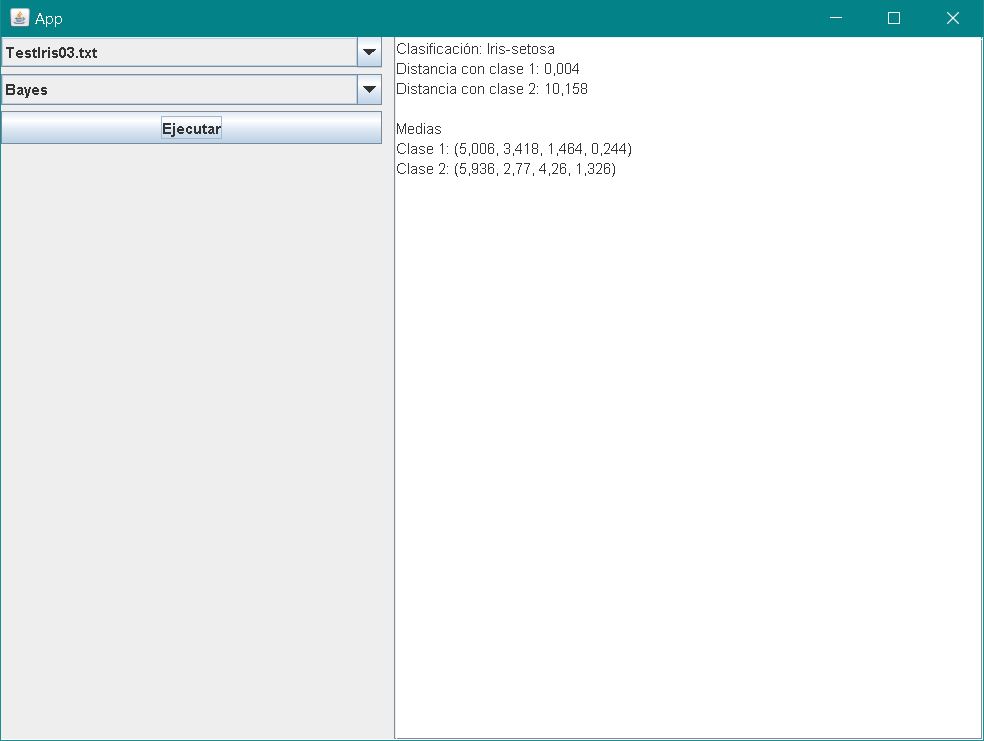 App
TestIris03.txt
Bayes
Ejecutar
Clasificación: Iris-setosa
Distancia con clase 1: 0,004
Distancia con clase 2: 10,158
Medias
Clase 1: (5,006, 3,418, 1,464, 0,244)
Clase 2: (5,936, 2,77, 4,26, 1,326)